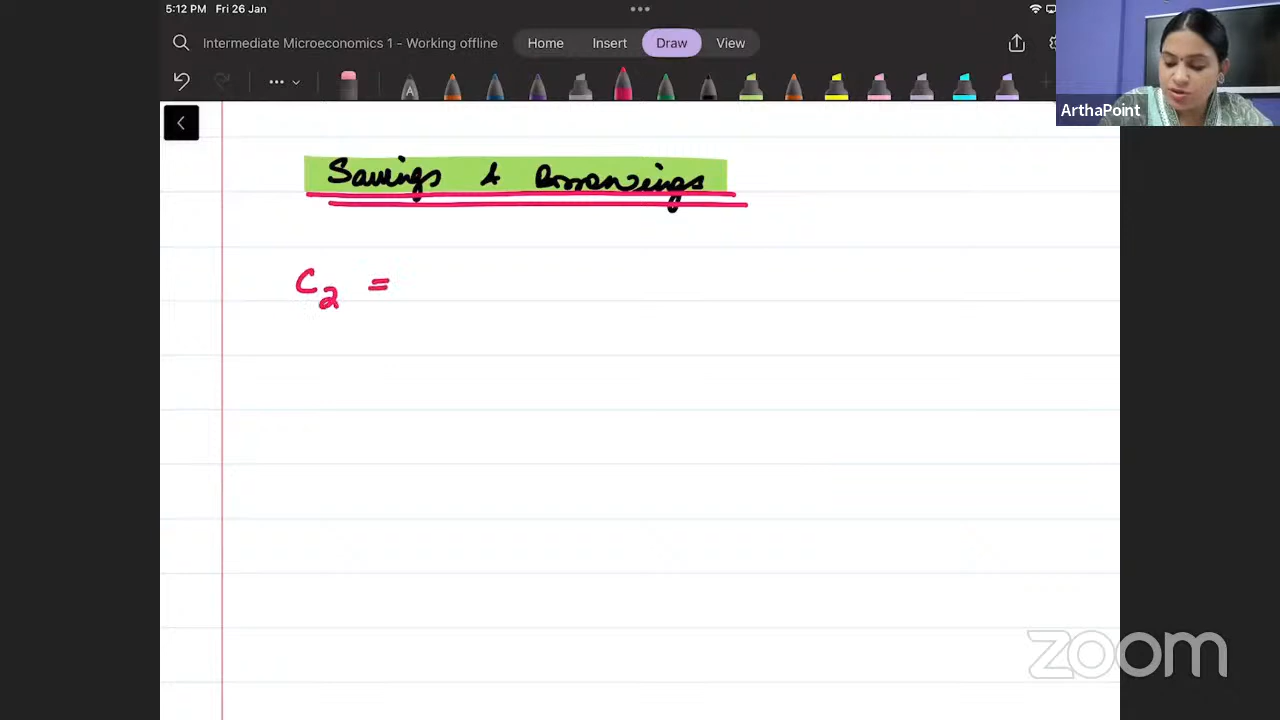 5:12 PM Fri 26 Jan
Intermediate Microeconomics 1 - Working offline Home Insert Draw View
A
ArthaPoint
Savings & Borrowings
C2 =
zoom